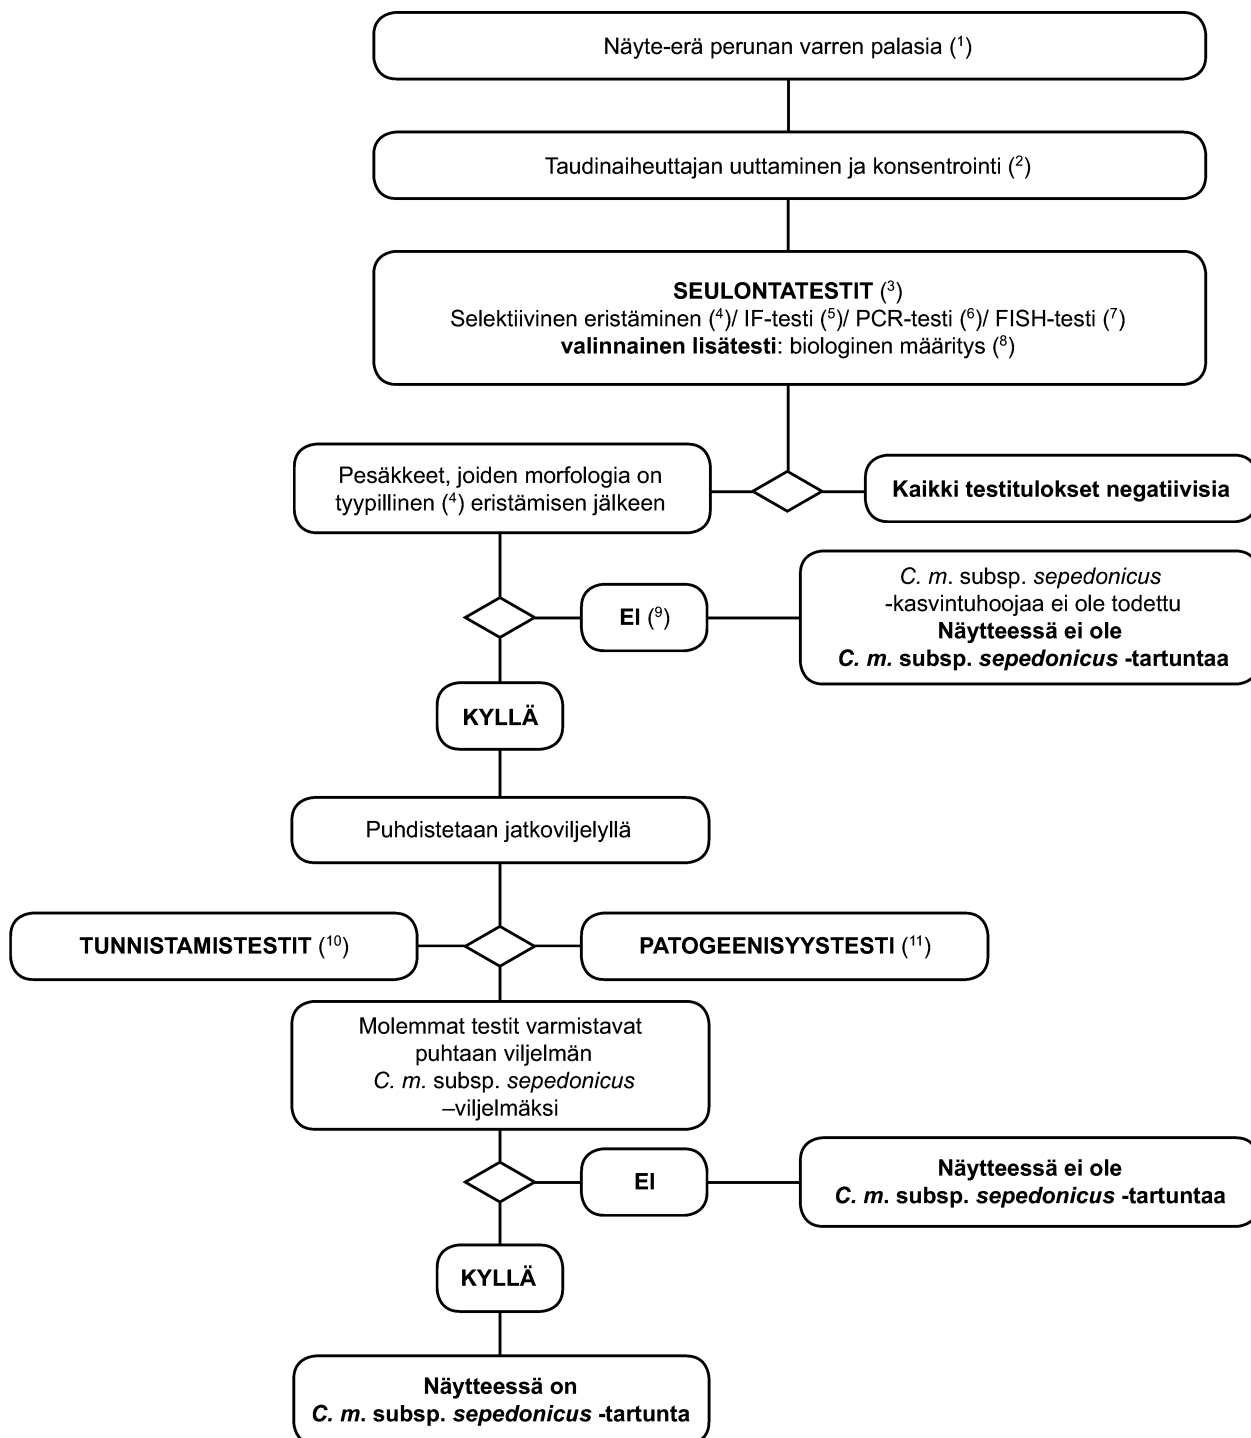 Näyte-erä perunan varren palasia (¹)
Taudinaiheuttajan uuttaminen ja konsentrointi (²)
SEULONTATESTIT (³)
Selektiivinen eristäminen (⁴)/ IF-testi (⁵)/ PCR-testi (⁶)/ FISH-testi (⁷)
valinnainen lisätesti: biologinen määritys (⁸)
Pesäkkeet, joiden morfologia on
tyypillinen (⁴) eristämisen jälkeen
Kaikki testitulokset negatiivisia
EI (⁹)
C. m. subsp. sepedonicus
-kasvintuhoojaa ei ole todettu
Näytteessä ei ole
C. m. subsp. sepedonicus -tartuntaa
KYLLÄ
Puhdistetaan jatkoviljelyllä
TUNNISTAMISTESTIT (¹⁰)
PATOGEENISYYSTESTI (¹¹)
Molemmat testit varmistavat
puhtaan viljelmän
C. m. subsp. sepedonicus
–viljelmäksi
EI
Näytteessä ei ole
C. m. subsp. sepedonicus -tartuntaa
KYLLÄ
Näytteessä on
C. m. subsp. sepedonicus -tartunta